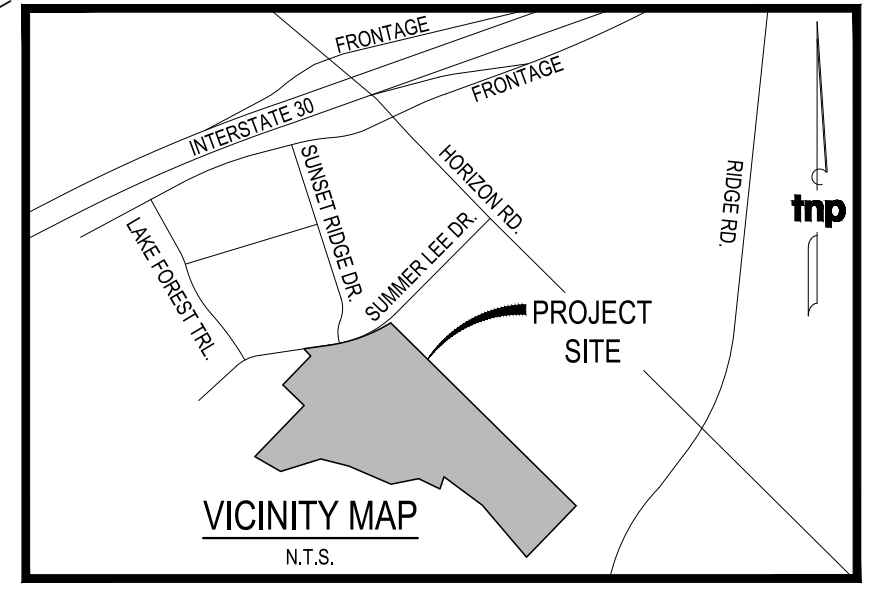 FRONTAGE
FRONTAGE
INTERSTATE 30
SUNSET RIDGE DR.
HORIZON RD.
RIDGE RD.
tnp
LAKE FOREST TRL.
SUMMER LEE DR.
PROJECT
SITE
VICINITY MAP
N.T.S.